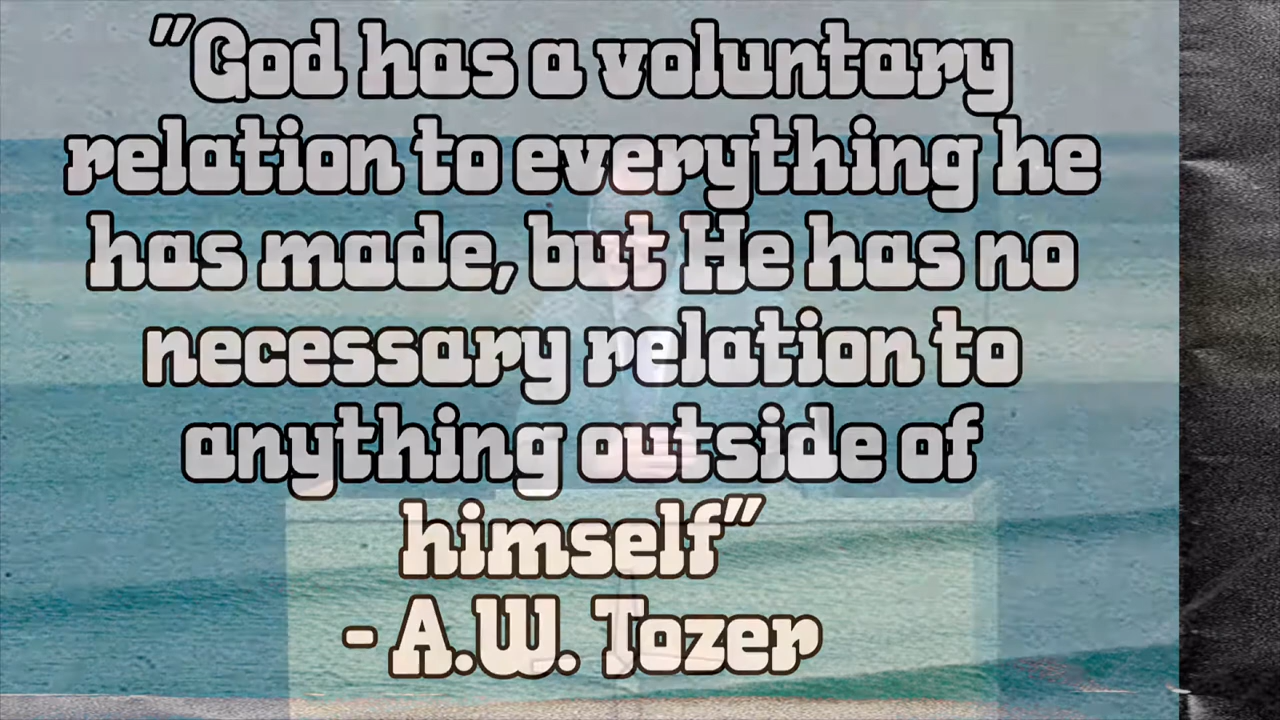 "God has a voluntary
relation to everything he
has made, but He has no
necessary relation to
anything outside of
himself"
- A.W. Tozer